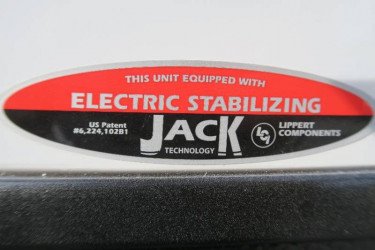 THIS UNIT EQUIPPED WITH
ELECTRIC STABILIZING
US Patent
#6,224,102B1
JACK
TECHNOLOGY
LIPPERT
COMPONENTS